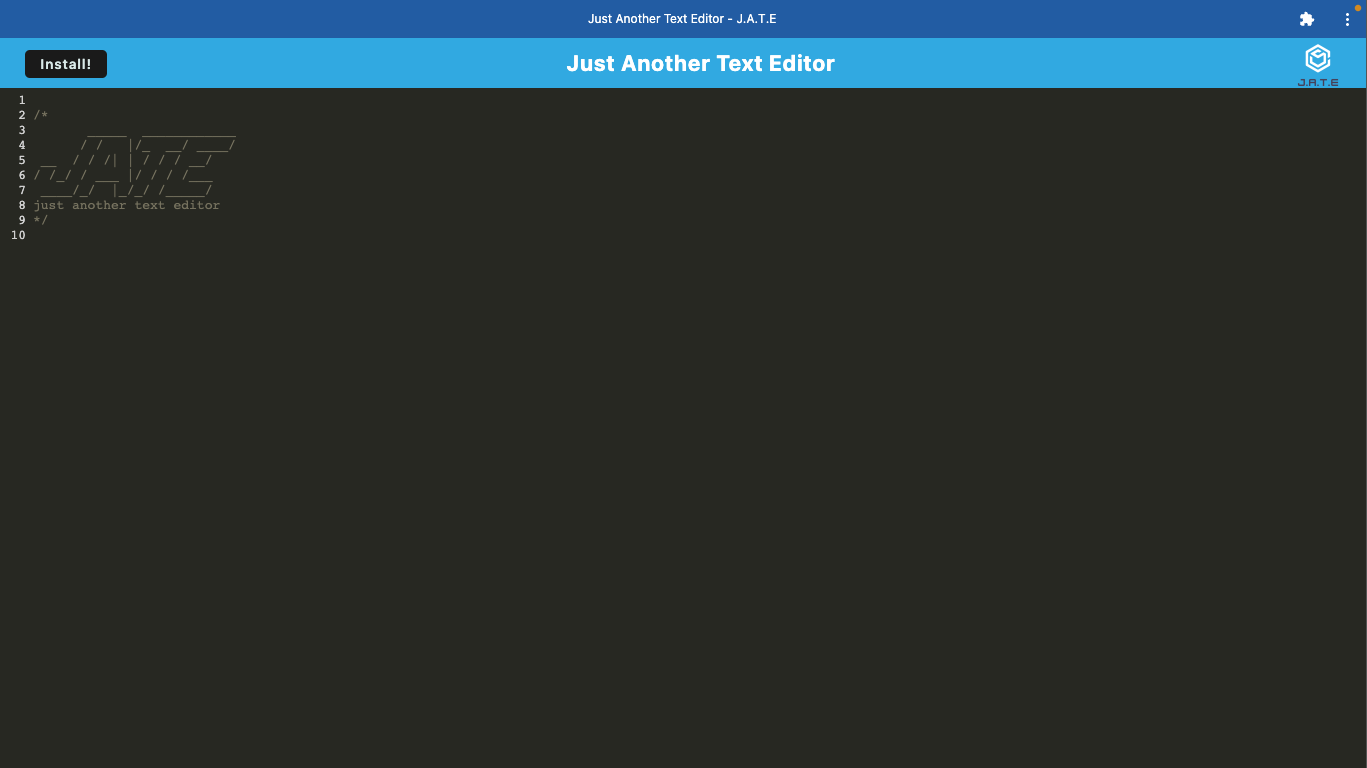 Just Another Text Editor - J.A.T.E
Install!
Just Another Text Editor
J.A.T.E
1
2 /*
3        _____  ____________
4       / /   |/_  __/ ____/
5  __  / / /| | / / / __/
6 / /_/ / ___ |/ / / /___
7  ____/_/  |_/_/ /_____/
8 just another text editor
9 */
10